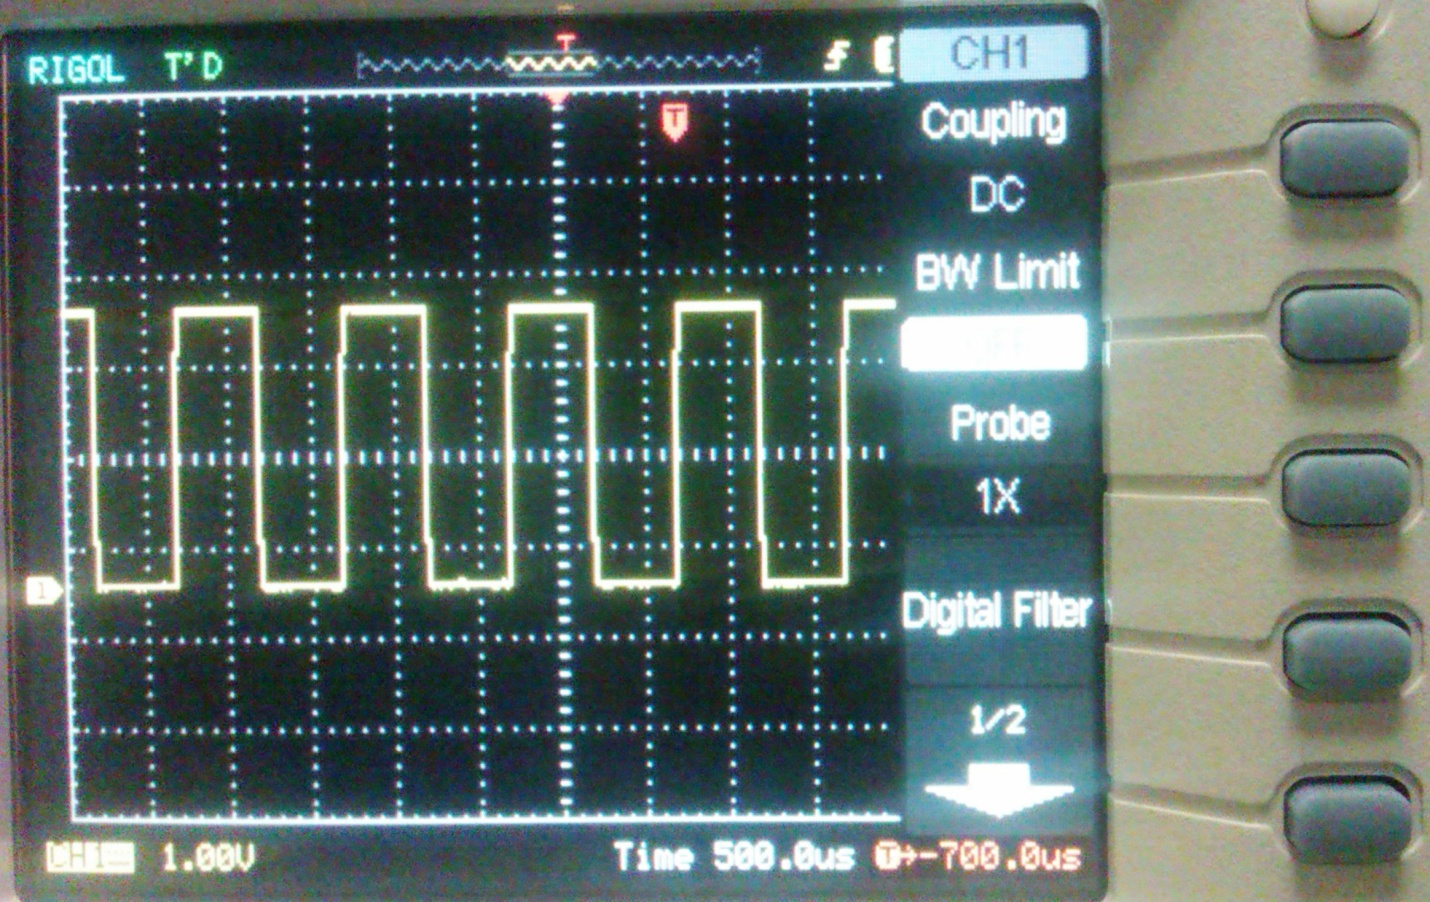 RIGOL T'D T
CH1
Coupling
DC
T
BW Limit
Probe
1X
1
Digital Filter
1/2
1.00V Time 500.0us T→-700.0us